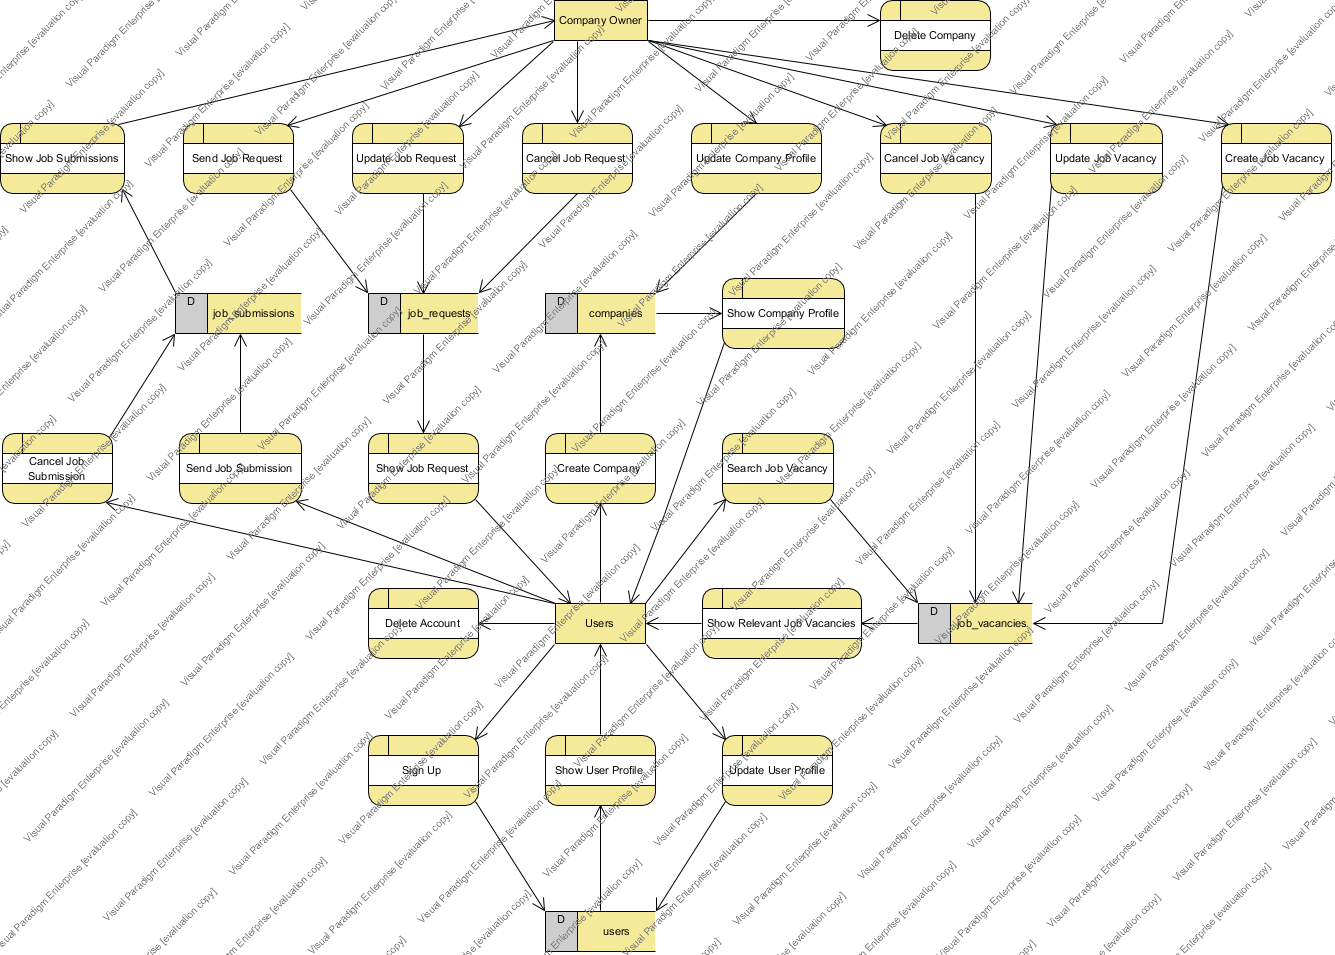 Company Owner
Delete Company
Show Job Submissions
Send Job Request
Update Job Request
Cancel Job Request
Update Company Profile
Cancel Job Vacancy
Update Job Vacancy
Create Job Vacancy
D
job_submissions
D
job_requests
D
companies
Show Company Profile
Cancel Job
Submission
Send Job Submission
Show Job Request
Create Company
Search Job Vacancy
Delete Account
Users
Show Relevant Job Vacancies
D
job_vacancies
Sign Up
Show User Profile
Update User Profile
D
users
Visual Paradigm Enterprise [evaluation copy]